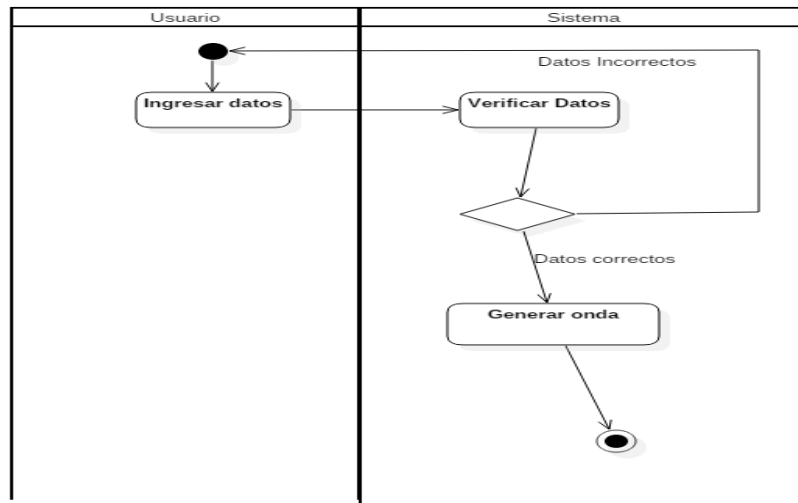 Usuario
Sistema
Datos Incorrectos
Ingresar datos
Verificar Datos
Datos correctos
Generar onda